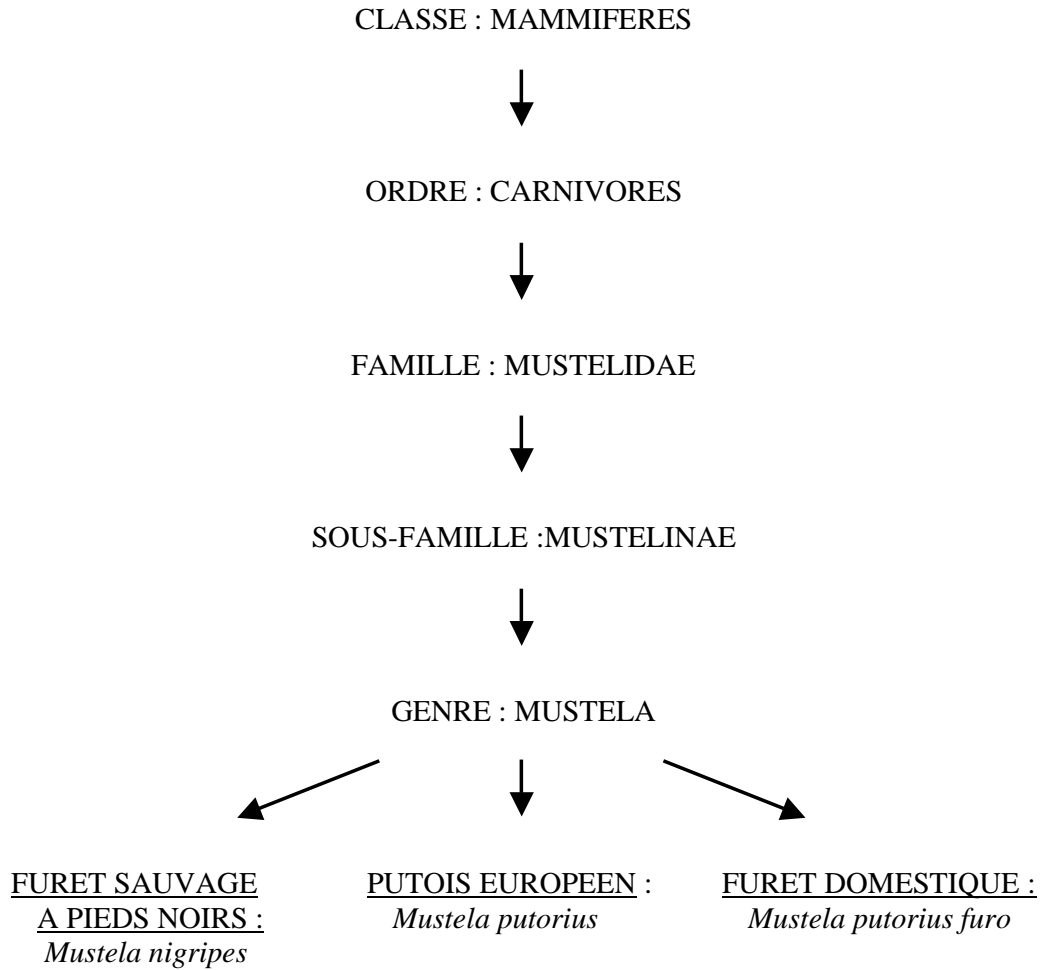 CLASSE : MAMMIFERES
ORDRE : CARNIVORES
FAMILLE : MUSTELIDAE
SOUS-FAMILLE :MUSTELINAE
GENRE : MUSTELA
FURET SAUVAGE
A PIEDS NOIRS :
Mustela nigripes
PUTOIS EUROPEEN :
Mustela putorius
FURET DOMESTIQUE :
Mustela putorius furo